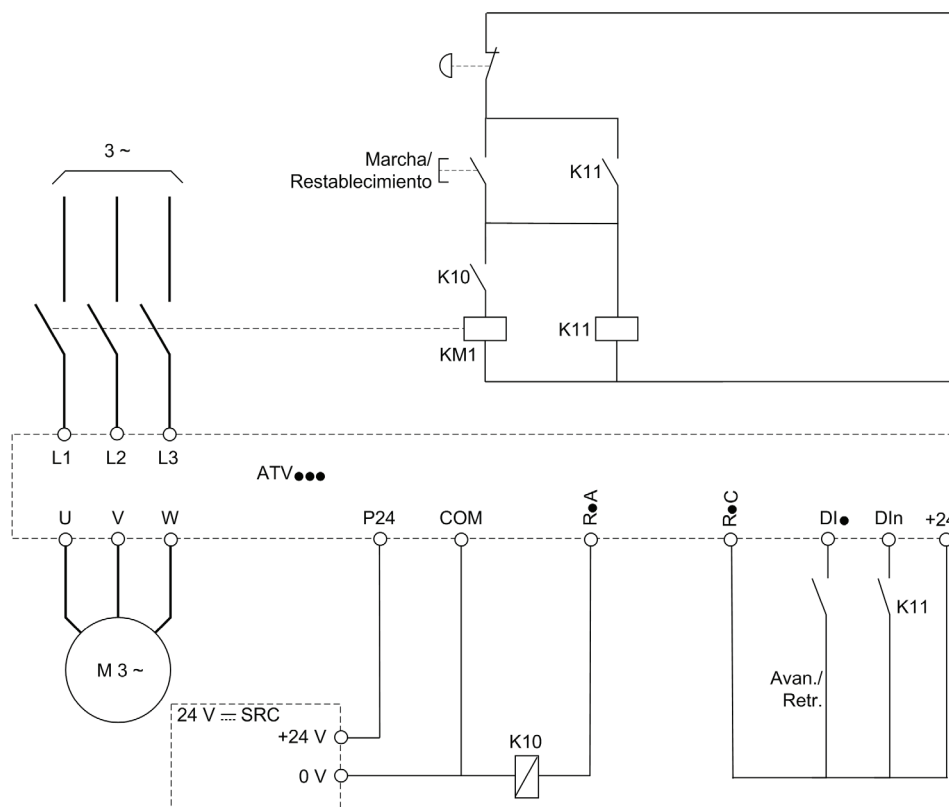 3 ~
Marcha/
Restablecimiento
K11
K10
KM1
K11
L1 L2 L3
ATV●●●
U V W P24 COM R●A R●C DI● DIn +24
K11
M 3 ~
Avan./
Retr.
24 V ⎓ SRC
+24 V
K10
0 V